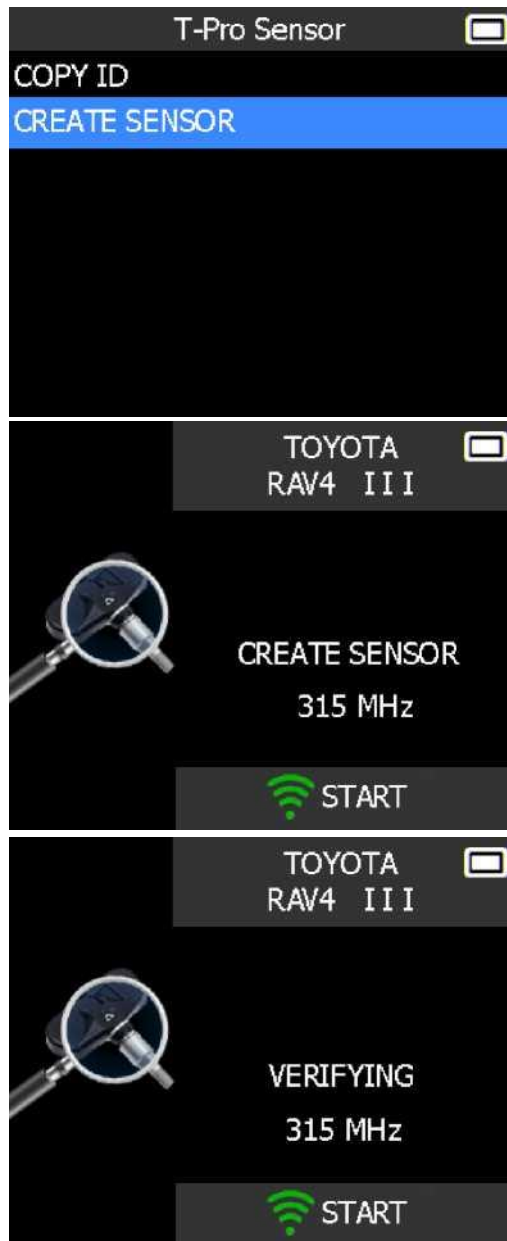 T-Pro Sensor
COPY ID
CREATE SENSOR
TOYOTA
RAV4 III
CREATE SENSOR
315 MHz
START
TOYOTA
RAV4 III
VERIFYING
315 MHz
START